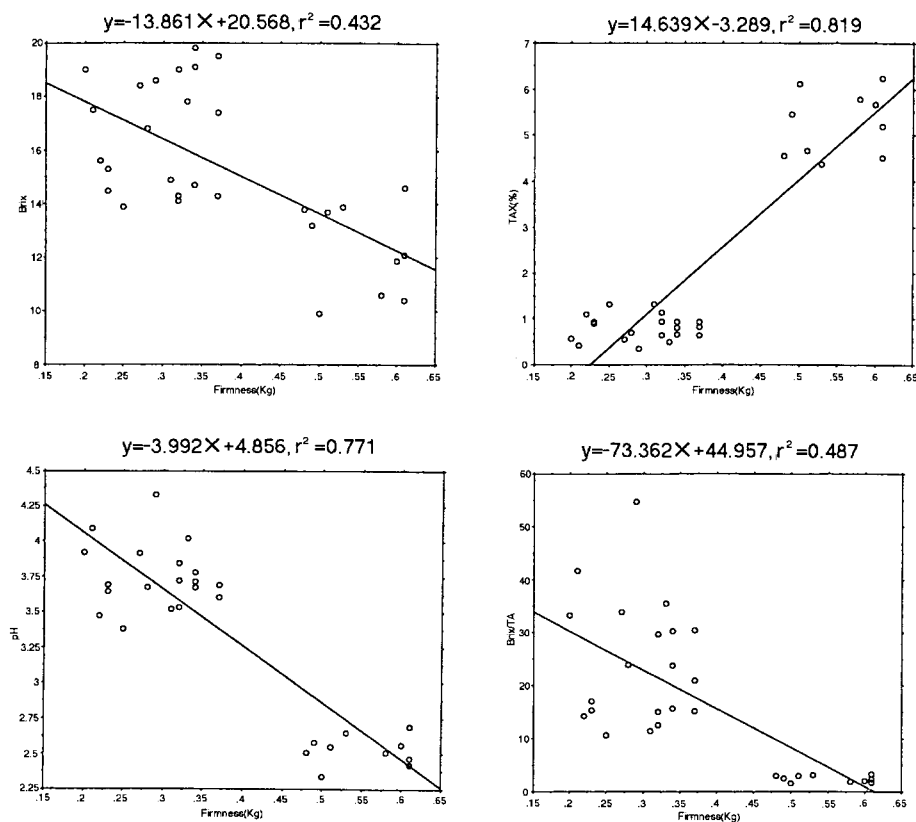 y=-13.861X+20.568, r²=0.432
20
18
16
14
12
10
8
Brix
.15 .2 .25 .3 .35 .4 .45 .5 .55 .6 .65
Firmness(Kg)
y=14.639X-3.289, r²=0.819
7
6
5
4
3
2
1
0
TAX(%)
.15 .2 .25 .3 .35 .4 .45 .5 .55 .6 .65
Firmness(Kg)
y=-3.992X+4.856, r²=0.771
4.5
4.25
4
3.75
3.5
3.25
3
2.75
2.5
2.25
pH
.15 .2 .25 .3 .35 .4 .45 .5 .55 .6 .65
Firmness(Kg)
y=-73.362X+44.957, r²=0.487
60
50
40
30
20
10
0
Brix/TA
.15 .2 .25 .3 .35 .4 .45 .5 .55 .6 .65
Firmness(Kg)